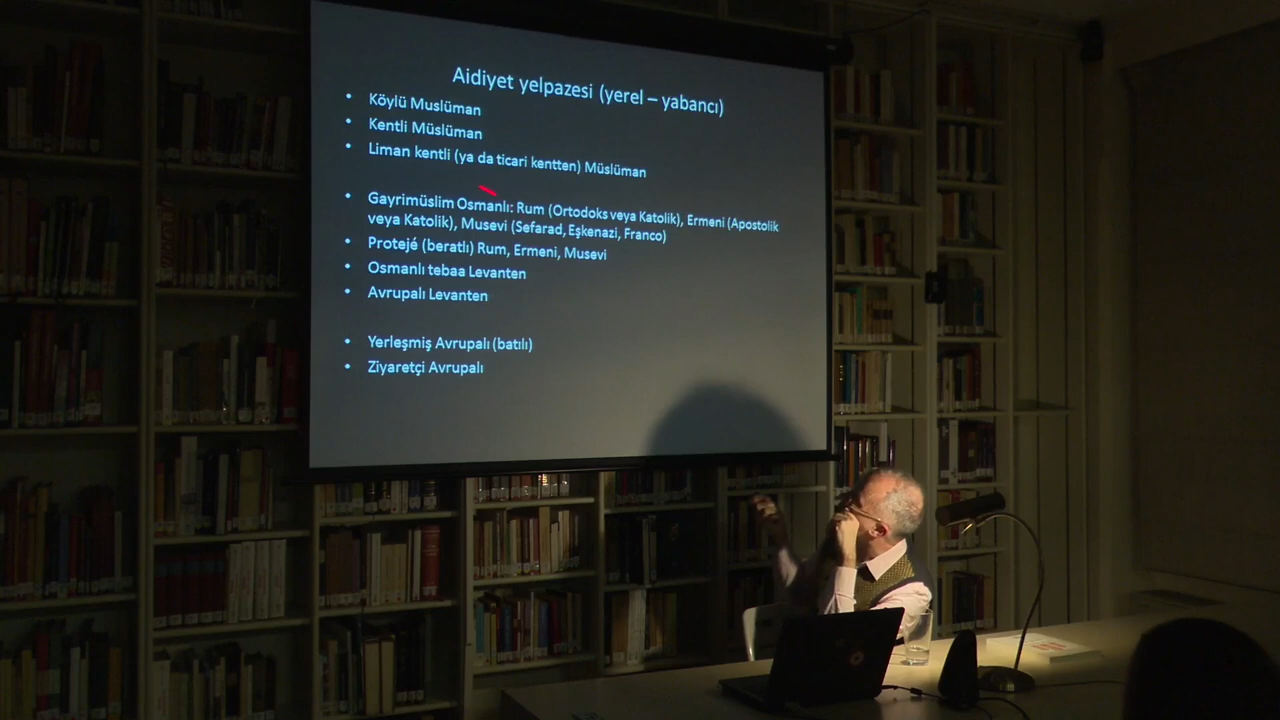 Aidiyet yelpazesi (yerel – yabancı)
• Köylü Muslüman
• Kentli Müslüman
• Liman kentli (ya da ticari kentten) Müslüman
• Gayrimüslim Osmanlı: Rum (Ortodoks veya Katolik), Ermeni (Apostolik
veya Katolik), Musevi (Sefarad, Eşkenazi, Franco)
• Protejé (beratlı) Rum, Ermeni, Musevi
• Osmanlı tebaa Levanten
• Avrupalı Levanten
• Yerleşmiş Avrupalı (batılı)
• Ziyaretçi Avrupalı